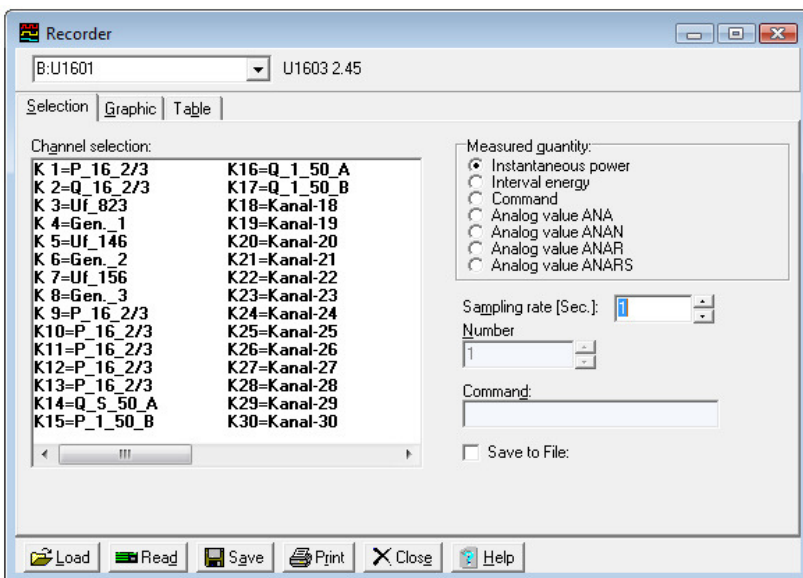 Recorder
B:U1601 U1603 2.45
Selection Graphic Table
Channel selection:
K 1=P_16_2/3
K 2=Q_16_2/3
K 3=Uf_823
K 4=Gen._1
K 5=Uf_146
K 6=Gen._2
K 7=Uf_156
K 8=Gen._3
K 9=P_16_2/3
K10=P_16_2/3
K11=P_16_2/3
K12=P_16_2/3
K13=P_16_2/3
K14=Q_S_50_A
K15=P_1_50_B
K16=Q_1_50_A
K17=Q_1_50_B
K18=Kanal-18
K19=Kanal-19
K20=Kanal-20
K21=Kanal-21
K22=Kanal-22
K23=Kanal-23
K24=Kanal-24
K25=Kanal-25
K26=Kanal-26
K27=Kanal-27
K28=Kanal-28
K29=Kanal-29
K30=Kanal-30
Measured quantity:
Instantaneous power
Interval energy
Command
Analog value ANA
Analog value ANAN
Analog value ANAR
Analog value ANARS
Sampling rate [Sec.]: 1
Number
1
Command:
Save to File:
Load Read Save Print Close Help